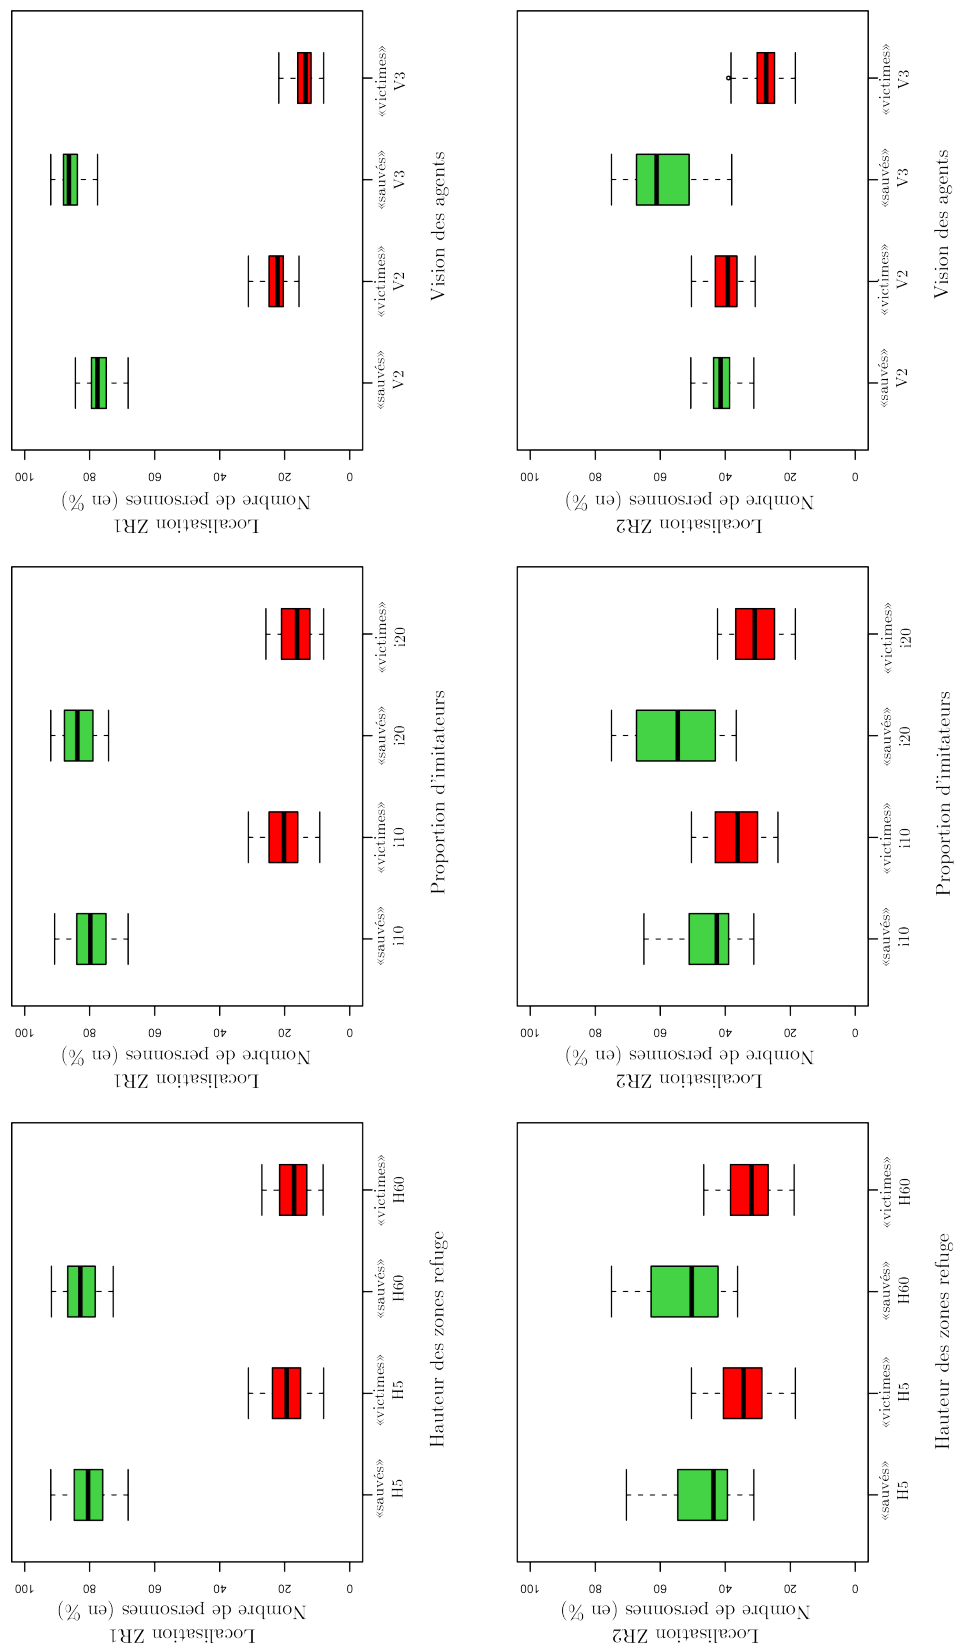 Localisation ZR1
Nombre de personnes (en %)
0 20 40 60 80 100
«sauvés» «victimes» «sauvés» «victimes»
H5 H5 H60 H60
Hauteur des zones refuge
Localisation ZR1
Nombre de personnes (en %)
0 20 40 60 80 100
«sauvés» «victimes» «sauvés» «victimes»
i10 i10 i20 i20
Proportion d'imitateurs
Localisation ZR1
Nombre de personnes (en %)
0 20 40 60 80 100
«sauvés» «victimes» «sauvés» «victimes»
V2 V2 V3 V3
Vision des agents
Localisation ZR2
Nombre de personnes (en %)
0 20 40 60 80 100
«sauvés» «victimes» «sauvés» «victimes»
H5 H5 H60 H60
Hauteur des zones refuge
Localisation ZR2
Nombre de personnes (en %)
0 20 40 60 80 100
«sauvés» «victimes» «sauvés» «victimes»
i10 i10 i20 i20
Proportion d'imitateurs
Localisation ZR2
Nombre de personnes (en %)
0 20 40 60 80 100
«sauvés» «victimes» «sauvés» «victimes»
V2 V2 V3 V3
Vision des agents